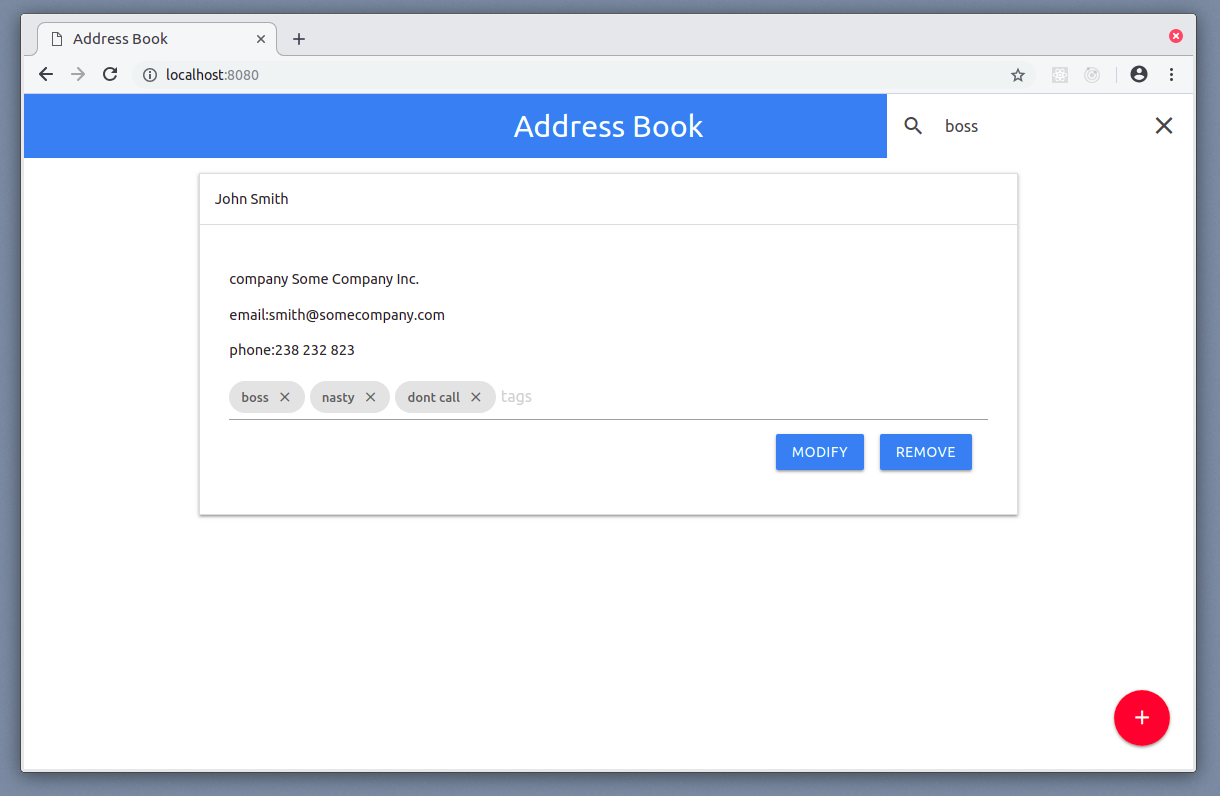 Address Book
localhost:8080
Address Book
boss
John Smith
company Some Company Inc.
email:smith@somecompany.com
phone:238 232 823
boss nasty dont call tags
MODIFY REMOVE